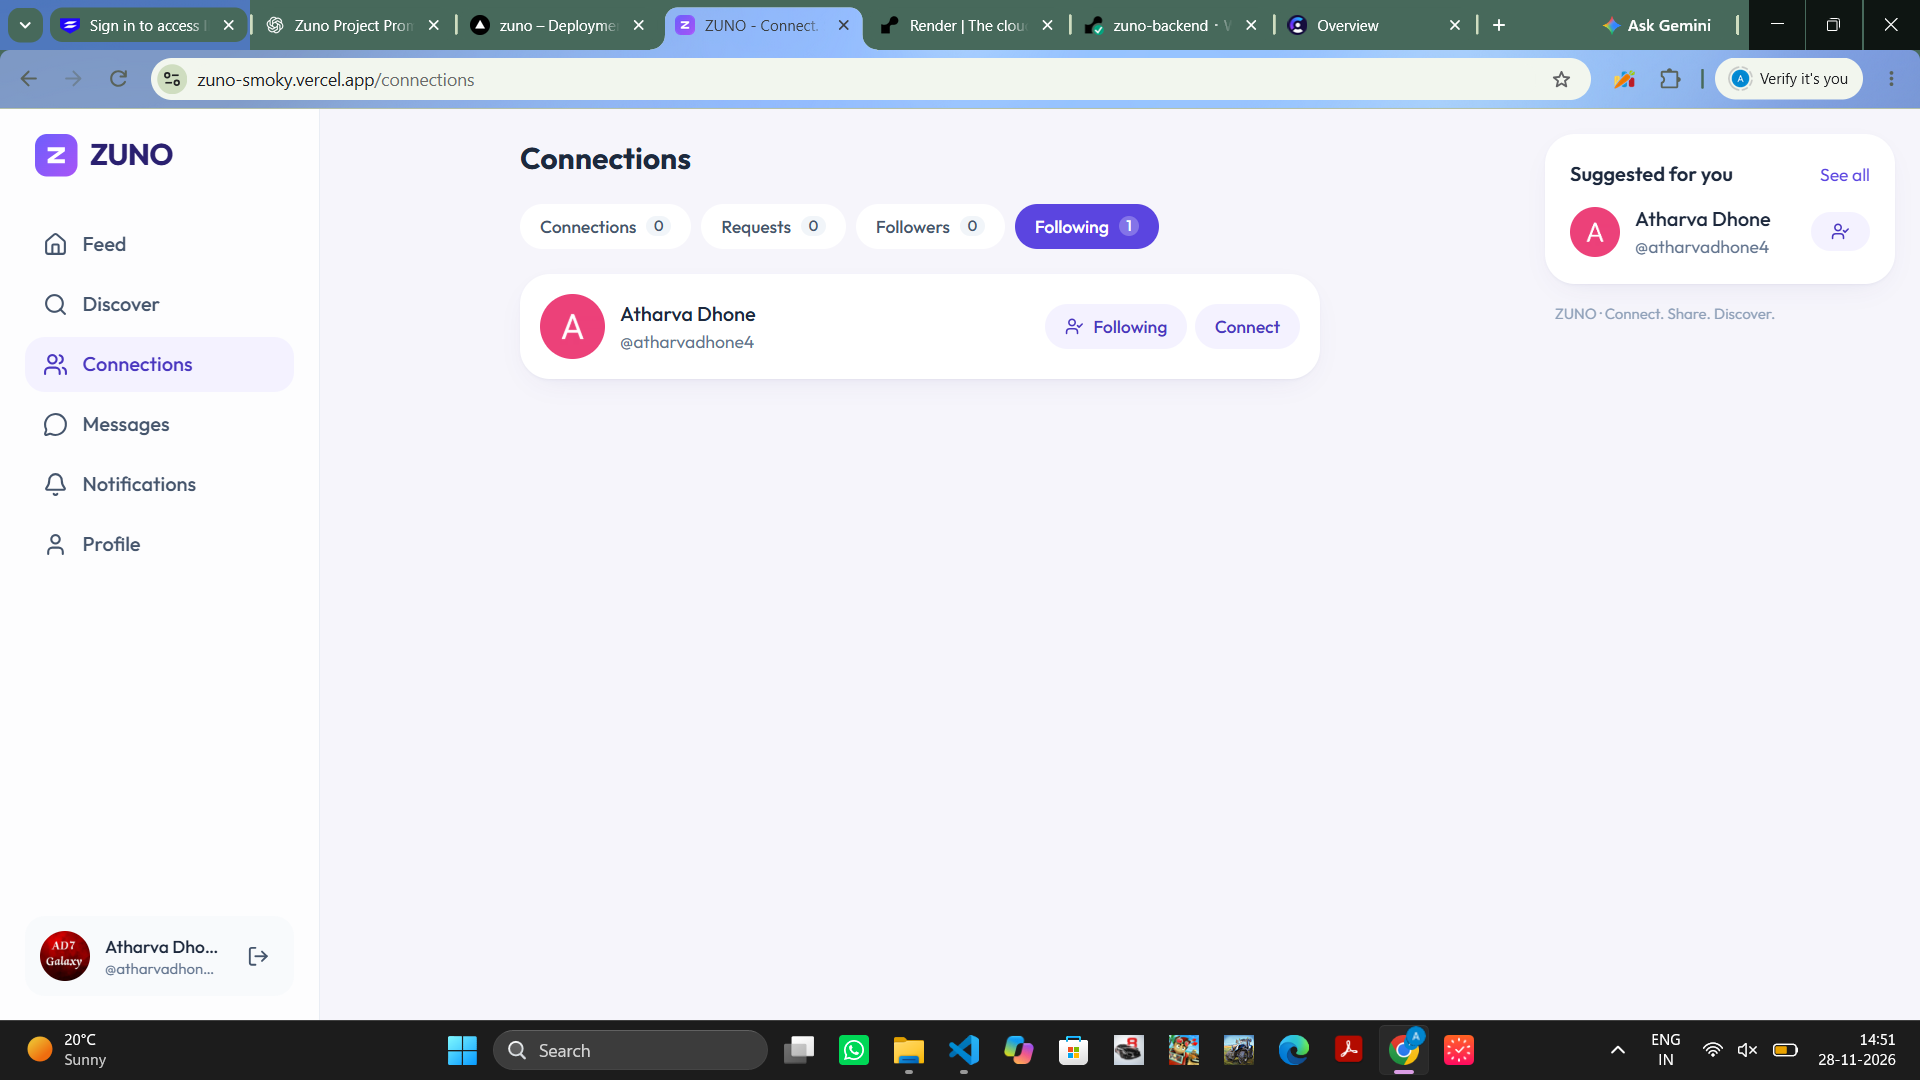 Sign in to access
Zuno Project Pron
zuno – Deploymen
ZUNO - Connect.
Render | The clou
zuno-backend ·
Overview
Ask Gemini
zuno-smoky.vercel.app/connections
A
Verify it's you
Z ZUNO
Feed
Discover
Connections
Messages
Notifications
Profile
AD7
Galaxy
Atharva Dho...
@atharvadhon...
Connections
Connections 0
Requests 0
Followers 0
Following 1
A
Atharva Dhone
@atharvadhone4
Following
Connect
Suggested for you
See all
A
Atharva Dhone
@atharvadhone4
ZUNO · Connect. Share. Discover.
20°C
Sunny
Search
A
ENG
IN
14:51
28-11-2026